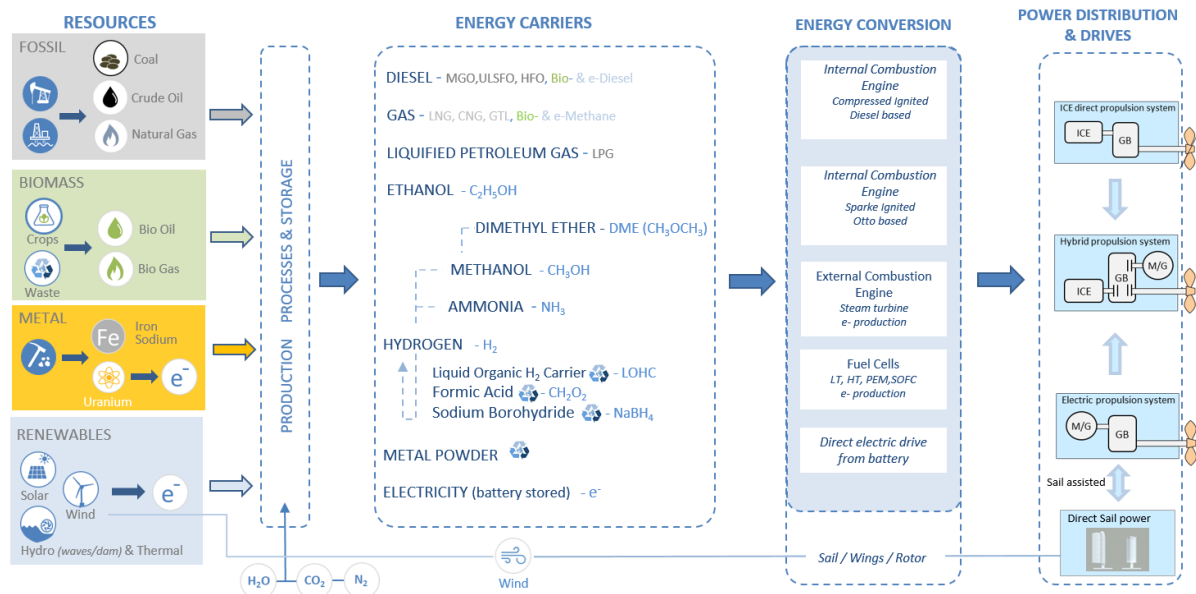 RESOURCES
FOSSIL
Coal
Crude Oil
Natural Gas
BIOMASS
Crops
Waste
Bio Oil
Bio Gas
METAL
Fe
Iron
Sodium
Uranium
e-
RENEWABLES
Solar
Wind
e-
Hydro (waves/dam) & Thermal
PRODUCTION PROCESSES & STORAGE
H₂O
CO₂
N₂
ENERGY CARRIERS
DIESEL - MGO,ULSFO, HFO, Bio- & e-Diesel
GAS - LNG, CNG, GTL, Bio- & e-Methane
LIQUIFIED PETROLEUM GAS - LPG
ETHANOL - C₂H₅OH
DIMETHYL ETHER - DME (CH₃OCH₃)
METHANOL - CH₃OH
AMMONIA - NH₃
HYDROGEN - H₂
Liquid Organic H₂ Carrier - LOHC
Formic Acid - CH₂O₂
Sodium Borohydride - NaBH₄
METAL POWDER
ELECTRICITY (battery stored) - e-
Wind
ENERGY CONVERSION
Internal Combustion
Engine
Compressed Ignited
Diesel based
Internal Combustion
Engine
Sparke Ignited
Otto based
External Combustion
Engine
Steam turbine
e- production
Fuel Cells
LT, HT, PEM,SOFC
e- production
Direct electric drive
from battery
Sail / Wings / Rotor
POWER DISTRIBUTION
& DRIVES
ICE direct propulsion system
ICE
GB
Hybrid propulsion system
M/G
GB
ICE
Electric propulsion system
M/G
GB
Sail assisted
Direct Sail power